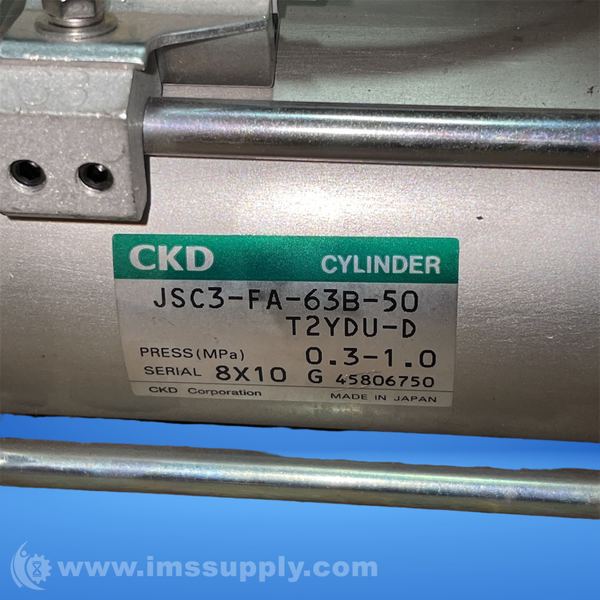 CKD CYLINDER
JSC3-FA-63B-50
T2YDU-D
PRESS(MPa) 0.3-1.0
SERIAL 8X10 G 45806750
CKD Corporation MADE IN JAPAN
www.imssupply.com